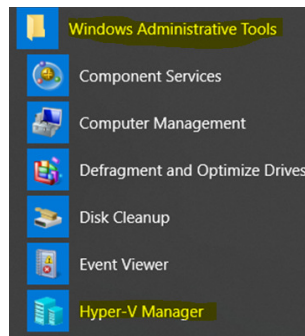 Windows Administrative Tools
Component Services
Computer Management
Defragment and Optimize Drives
Disk Cleanup
Event Viewer
Hyper-V Manager